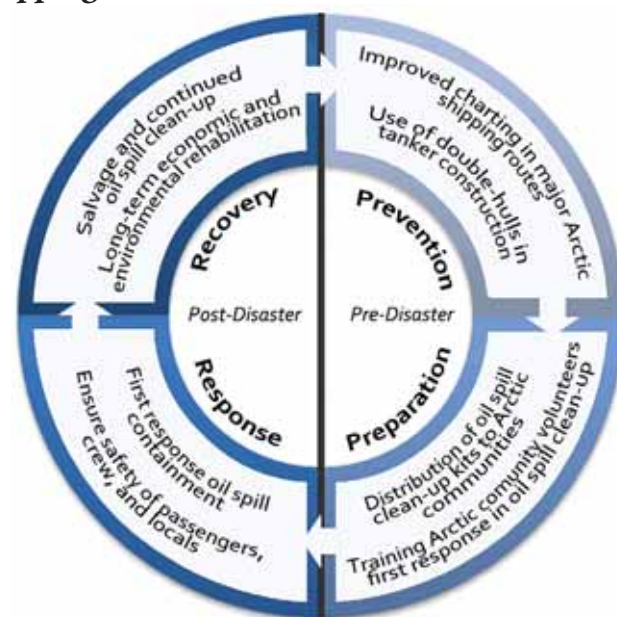 pping
Salvage and continued
oil spill clean-up
Long-term economic and
environmental rehabilitation
Improved charting in major Arctic
shipping routes
Use of double-hulls in
tanker construction
Recovery
Prevention
Post-Disaster
Pre-Disaster
Response
Preparation
First response oil spill
containment
Ensure safety of passengers,
crew, and locals
Distribution of oil spill
clean-up kits to Arctic
communities
Training Arctic comunity volunteers
first response in oil spill clean-up